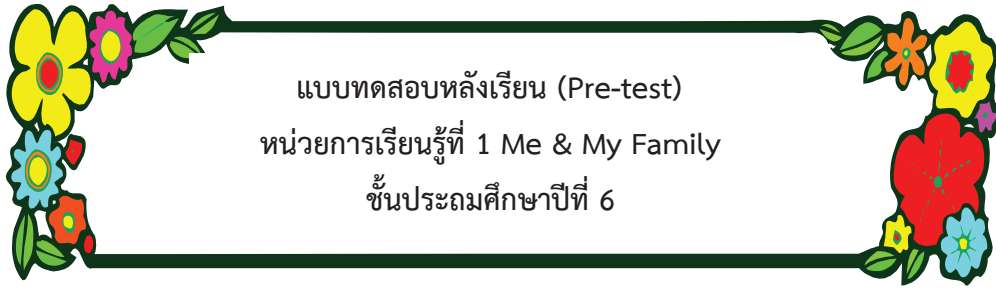 แบบทดสอบหลังเรียน (Pre-test)
หน่วยการเรียนรู้ที่ 1 Me & My Family
ชั้นประถมศึกษาปีที่ 6